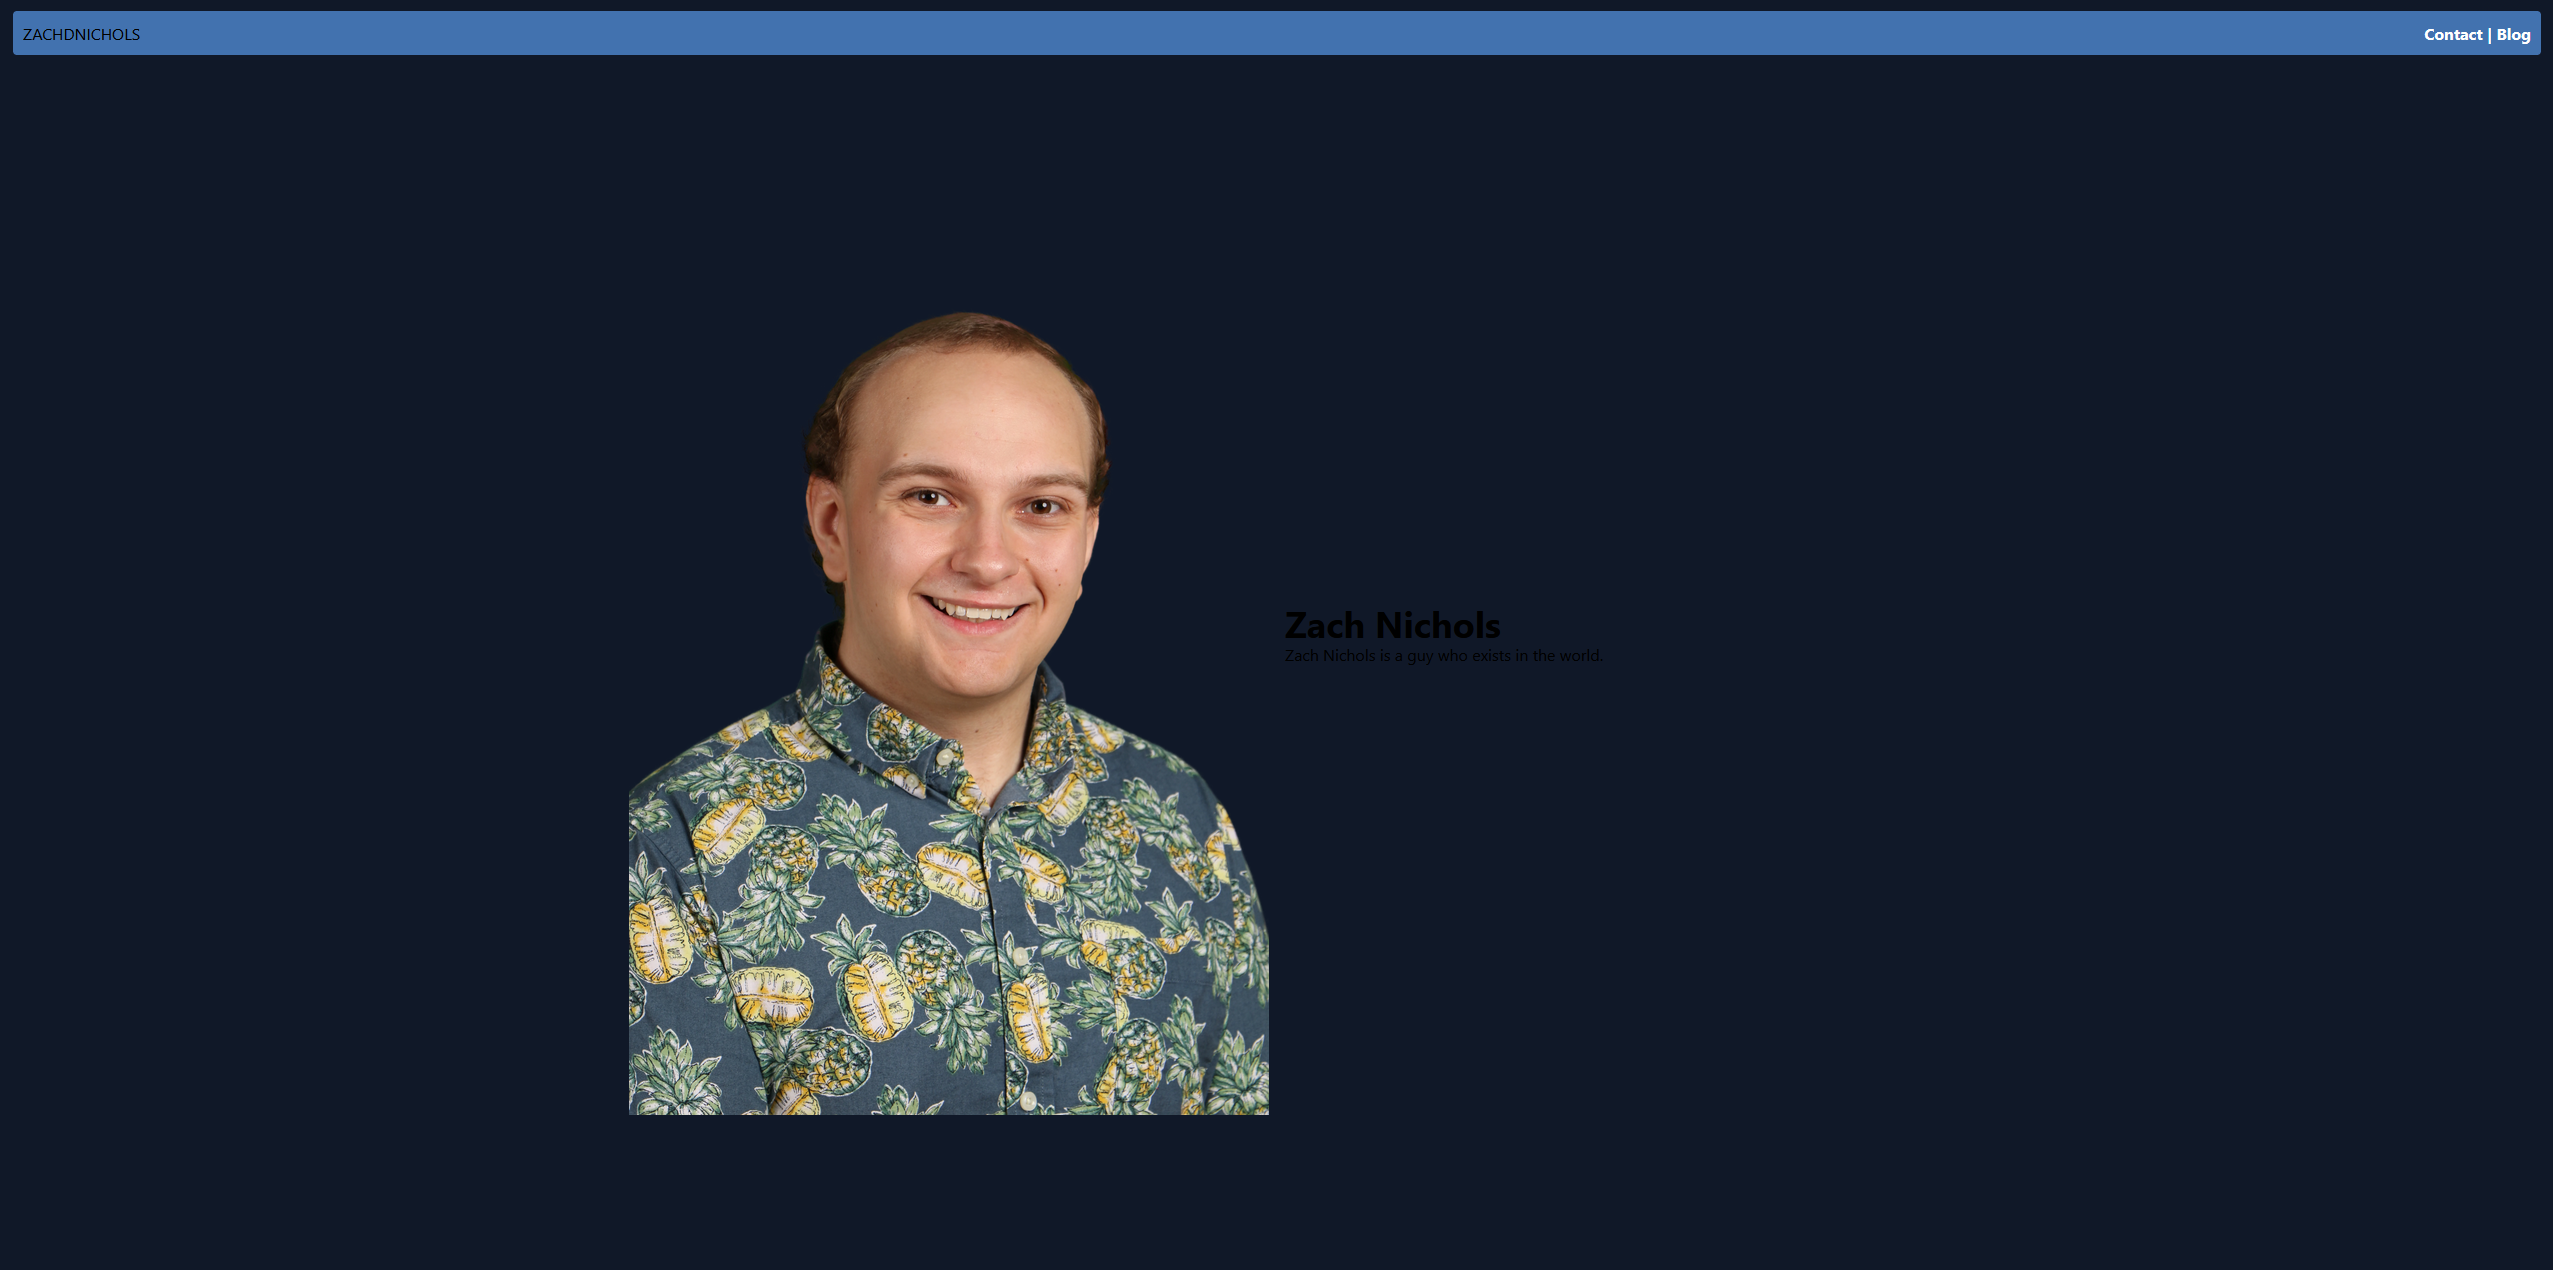 ZACHDNICHOLS
Contact | Blog
Zach Nichols
Zach Nichols is a guy who exists in the world.